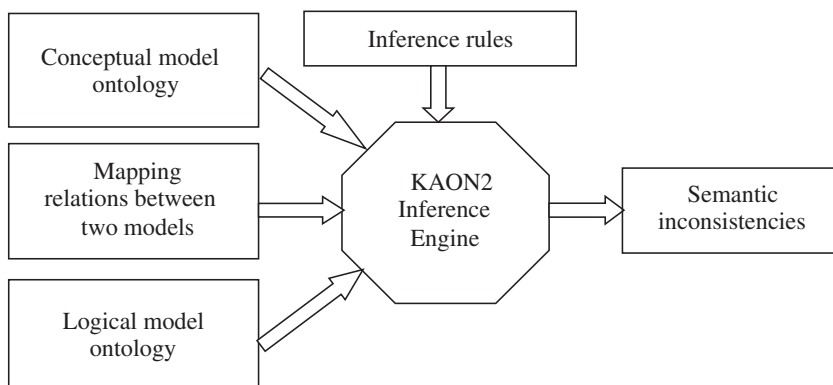 Conceptual model
ontology
Inference rules
Mapping
relations between
two models
KAON2
Inference
Engine
Semantic
inconsistencies
Logical model
ontology